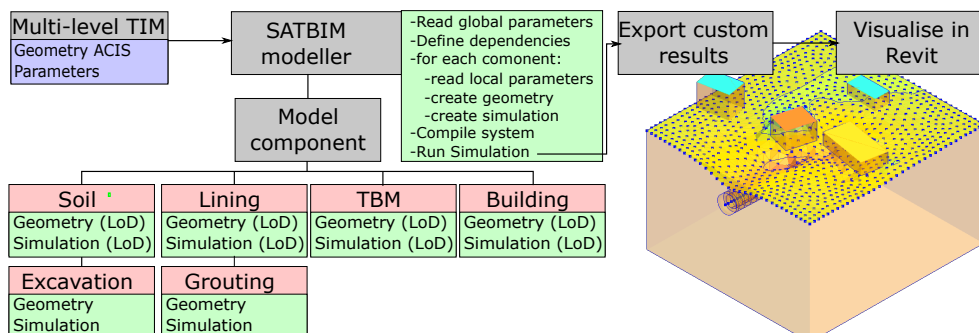 Multi-level TIM
Geometry ACIS
Parameters
SATBIM
modeller
-Read global parameters
-Define dependencies
-for each component:
-read local parameters
-create geometry
-create simulation
-Compile system
-Run Simulation
Export custom
results
Visualise in
Revit
Model
component
Soil
Geometry (LoD)
Simulation (LoD)
Lining
Geometry (LoD)
Simulation (LoD)
TBM
Geometry (LoD)
Simulation (LoD)
Building
Geometry (LoD)
Simulation (LoD)
Excavation
Geometry
Simulation
Grouting
Geometry
Simulation